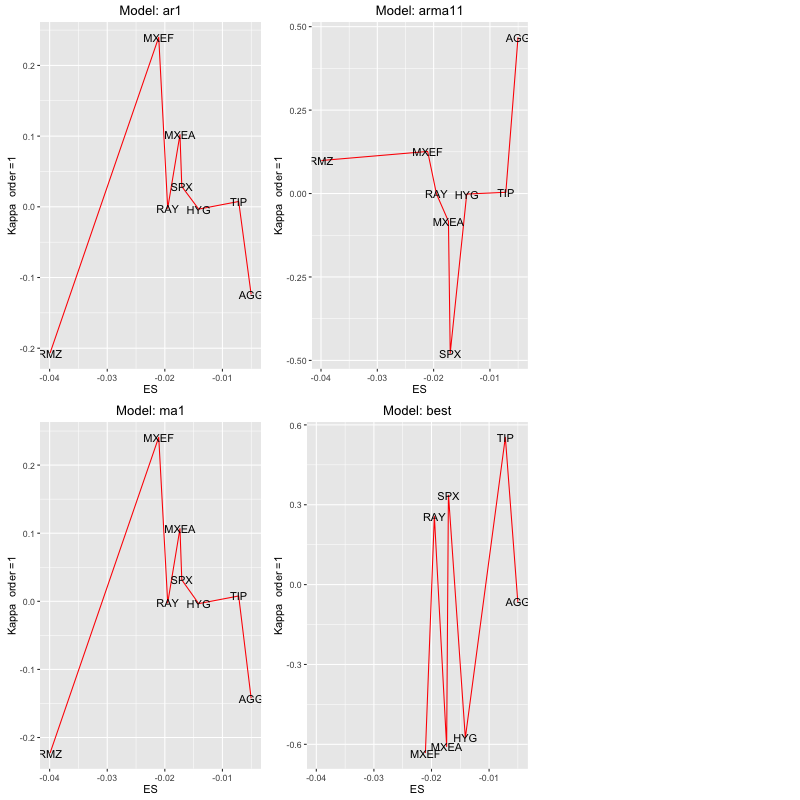 Model: ar1
Kappa order =1
0.2
0.1
0.0
-0.1
-0.2
MXEF
MXEA
SPX
RAY
HYG
TIP
AGG
RMZ
-0.04 -0.03 -0.02 -0.01
ES
Model: arma11
Kappa order =1
0.50
0.25
0.00
-0.25
-0.50
AGG
RMZ
MXEF
RAY
HYG
TIP
MXEA
SPX
-0.04 -0.03 -0.02 -0.01
ES
Model: ma1
Kappa order =1
0.2
0.1
0.0
-0.1
-0.2
MXEF
MXEA
SPX
RAY
HYG
TIP
AGG
RMZ
-0.04 -0.03 -0.02 -0.01
ES
Model: best
Kappa order =1
0.6
0.3
0.0
-0.3
-0.6
TIP
SPX
RAY
AGG
HYG
MXEA
MXEF
-0.04 -0.03 -0.02 -0.01
ES